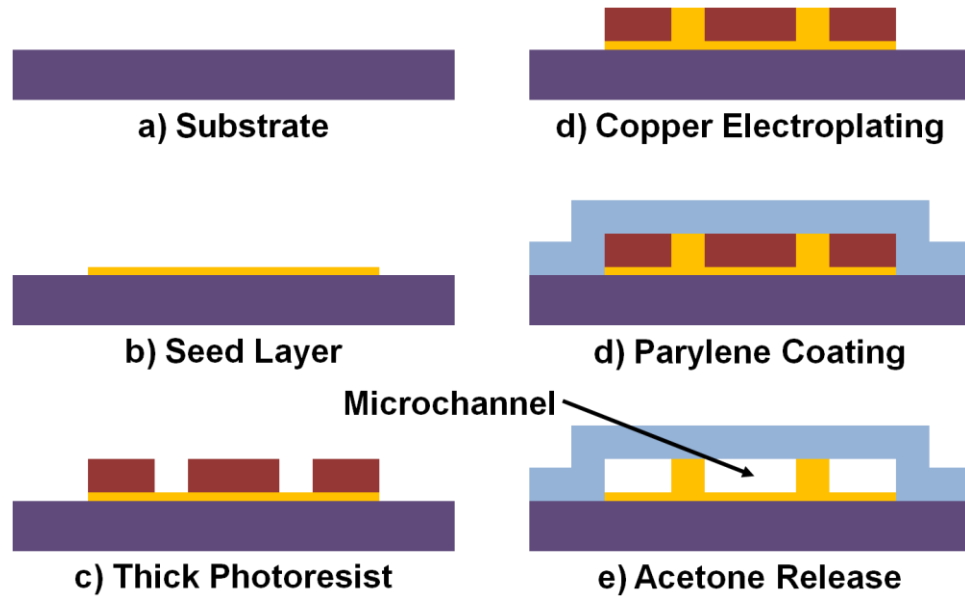 a) Substrate
b) Seed Layer
c) Thick Photoresist
d) Copper Electroplating
d) Parylene Coating
Microchannel
e) Acetone Release